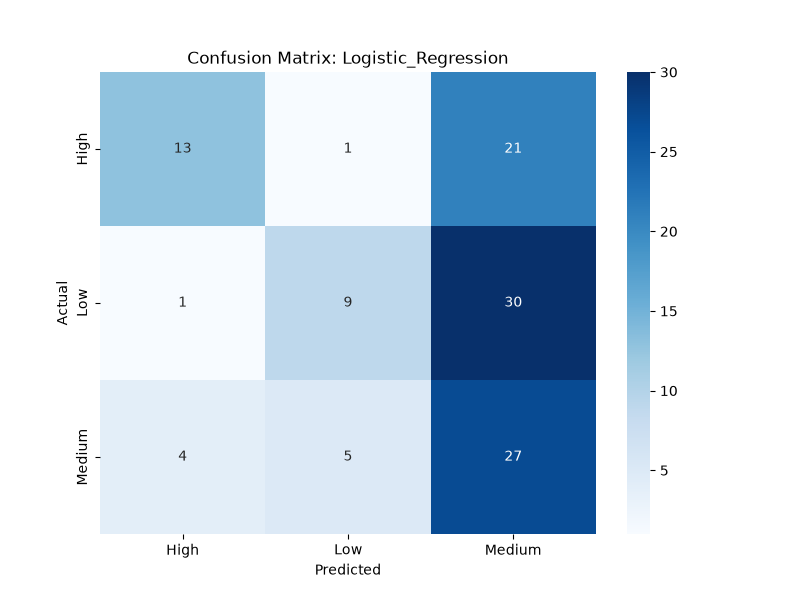 Confusion Matrix: Logistic_Regression
30
High
13
1
21
25
20
Actual
Low
1
9
30
15
10
Medium
4
5
27
5
High
Low
Medium
Predicted